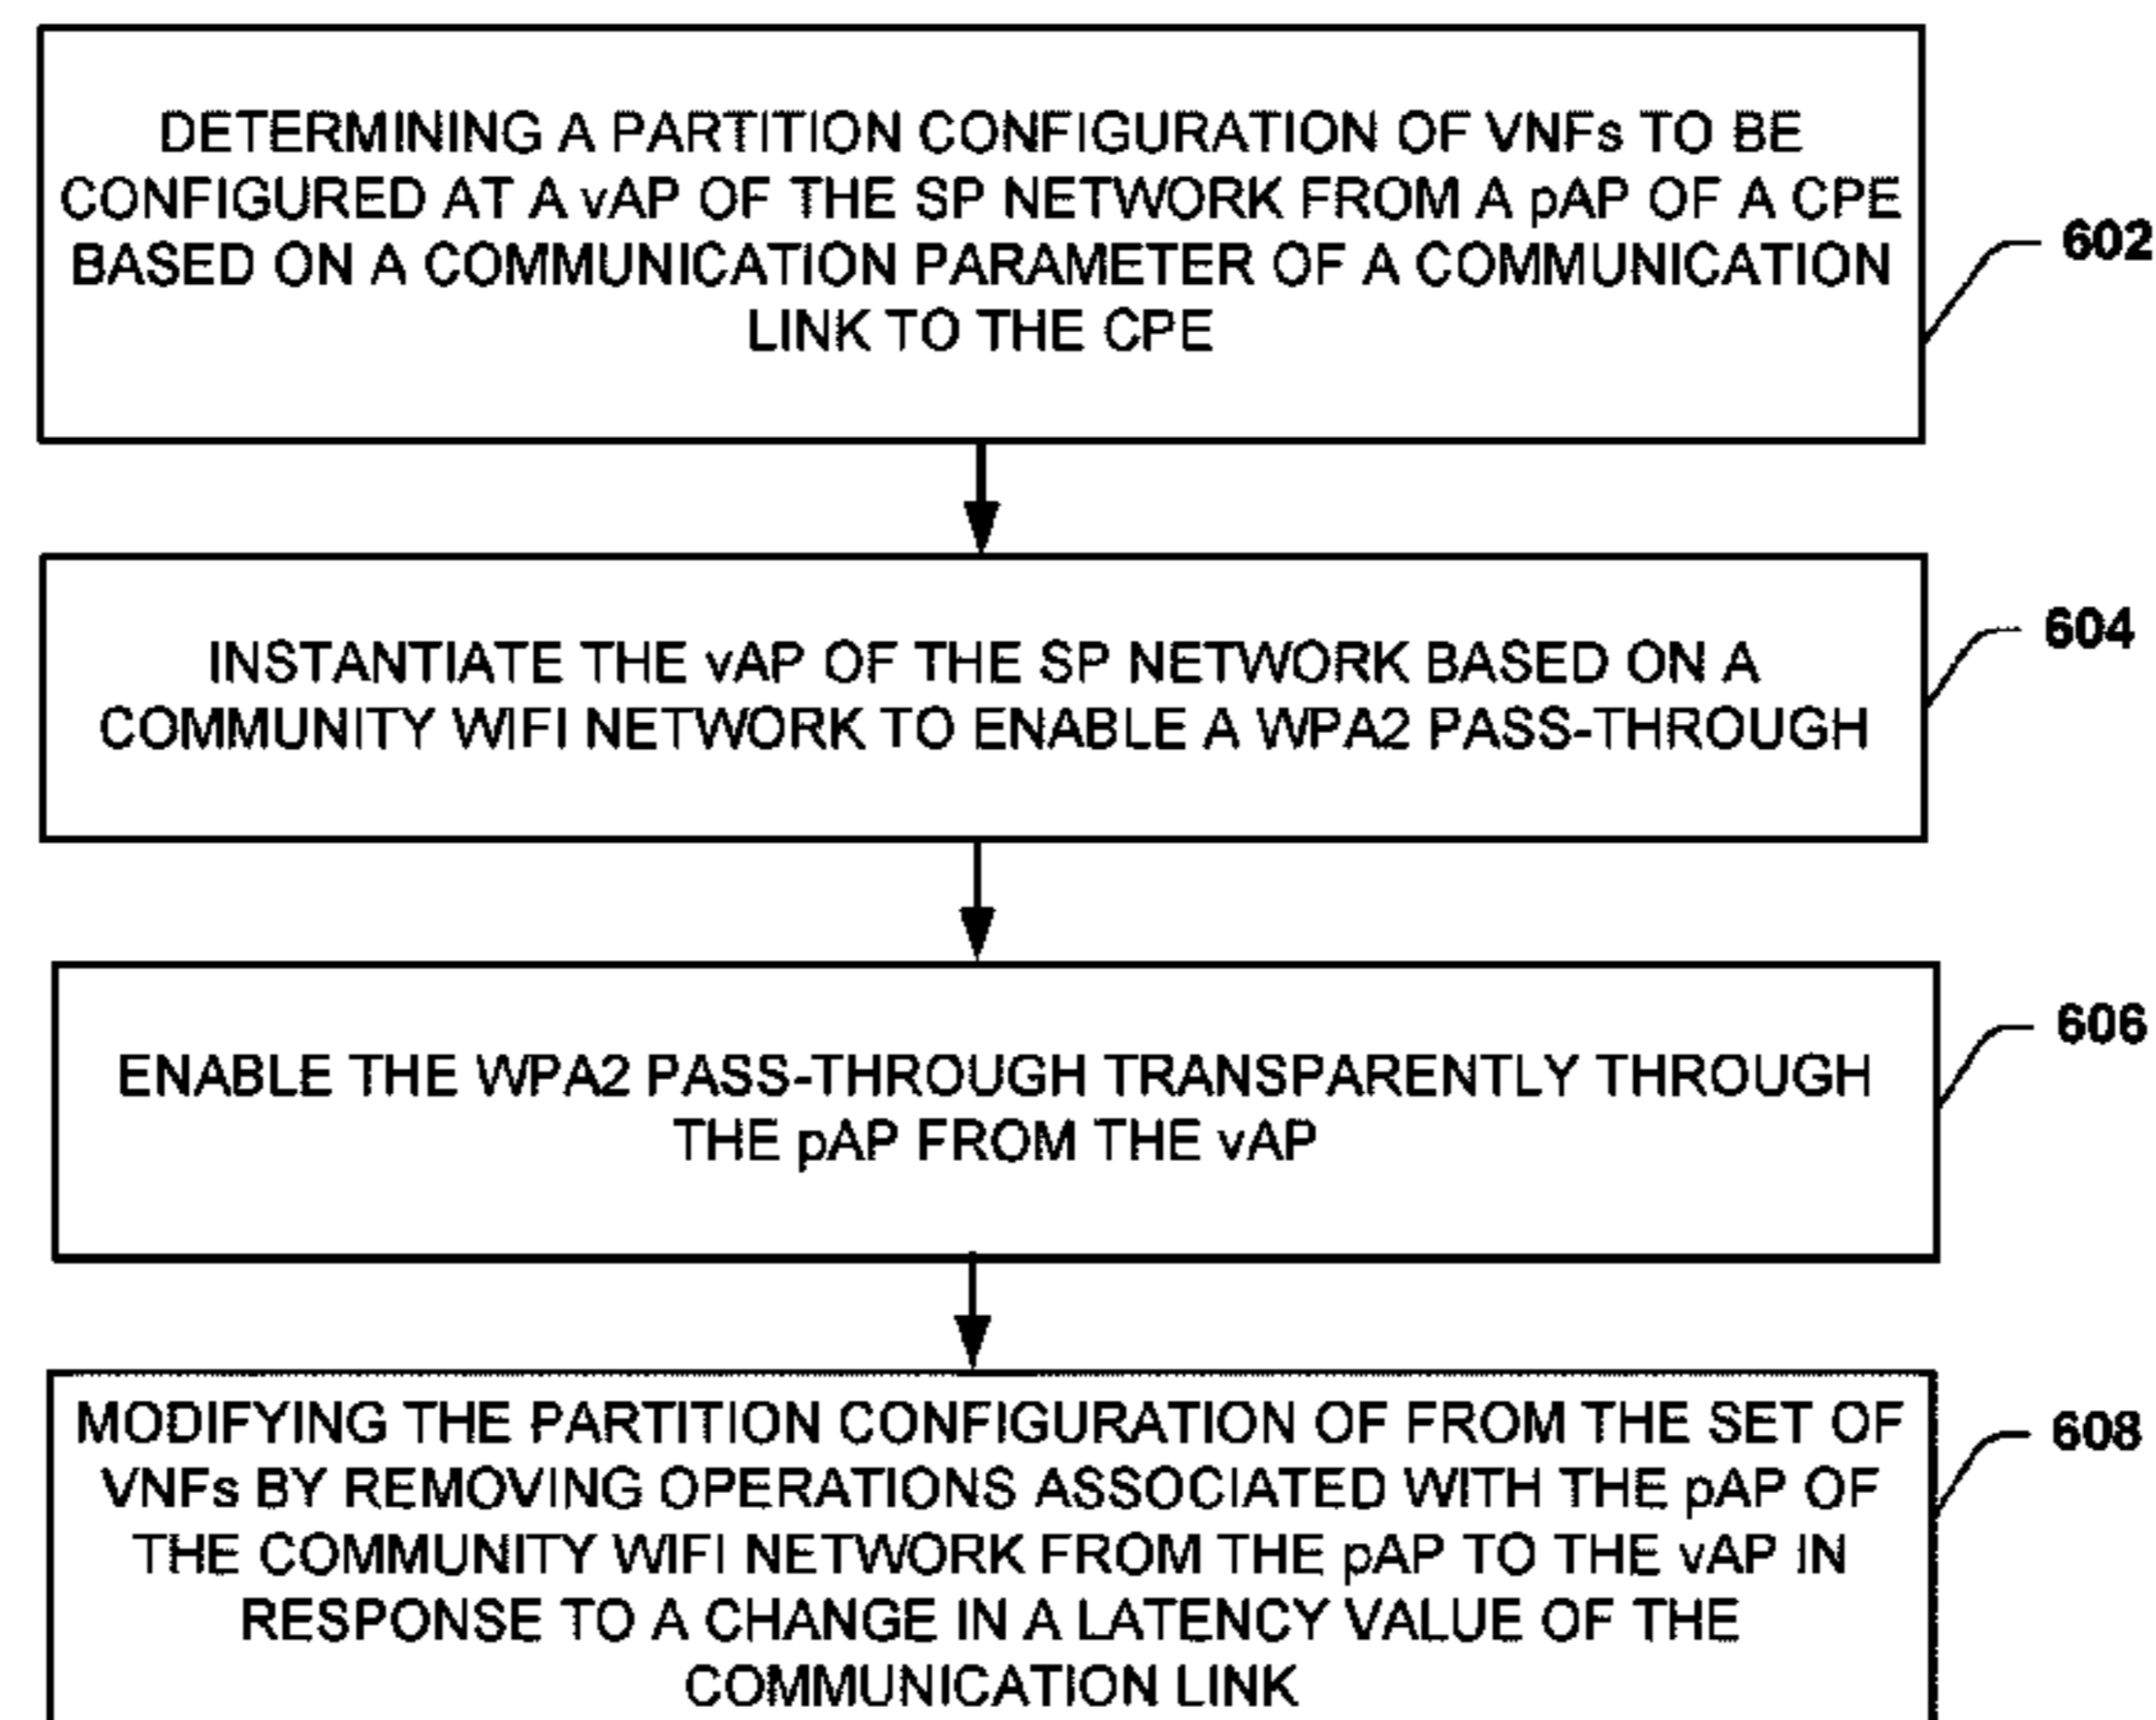 DETERMINING A PARTITION CONFIGURATION OF VNFs TO BE
CONFIGURED AT A vAP OF THE SP NETWORK FROM A pAP OF A CPE
BASED ON A COMMUNICATION PARAMETER OF A COMMUNICATION
LINK TO THE CPE
602
INSTANTIATE THE vAP OF THE SP NETWORK BASED ON A
COMMUNITY WIFI NETWORK TO ENABLE A WPA2 PASS-THROUGH
604
ENABLE THE WPA2 PASS-THROUGH TRANSPARENTLY THROUGH
THE pAP FROM THE vAP
606
MODIFYING THE PARTITION CONFIGURATION OF FROM THE SET OF
VNFs BY REMOVING OPERATIONS ASSOCIATED WITH THE pAP OF
THE COMMUNITY WIFI NETWORK FROM THE pAP TO THE vAP IN
RESPONSE TO A CHANGE IN A LATENCY VALUE OF THE
COMMUNICATION LINK
608